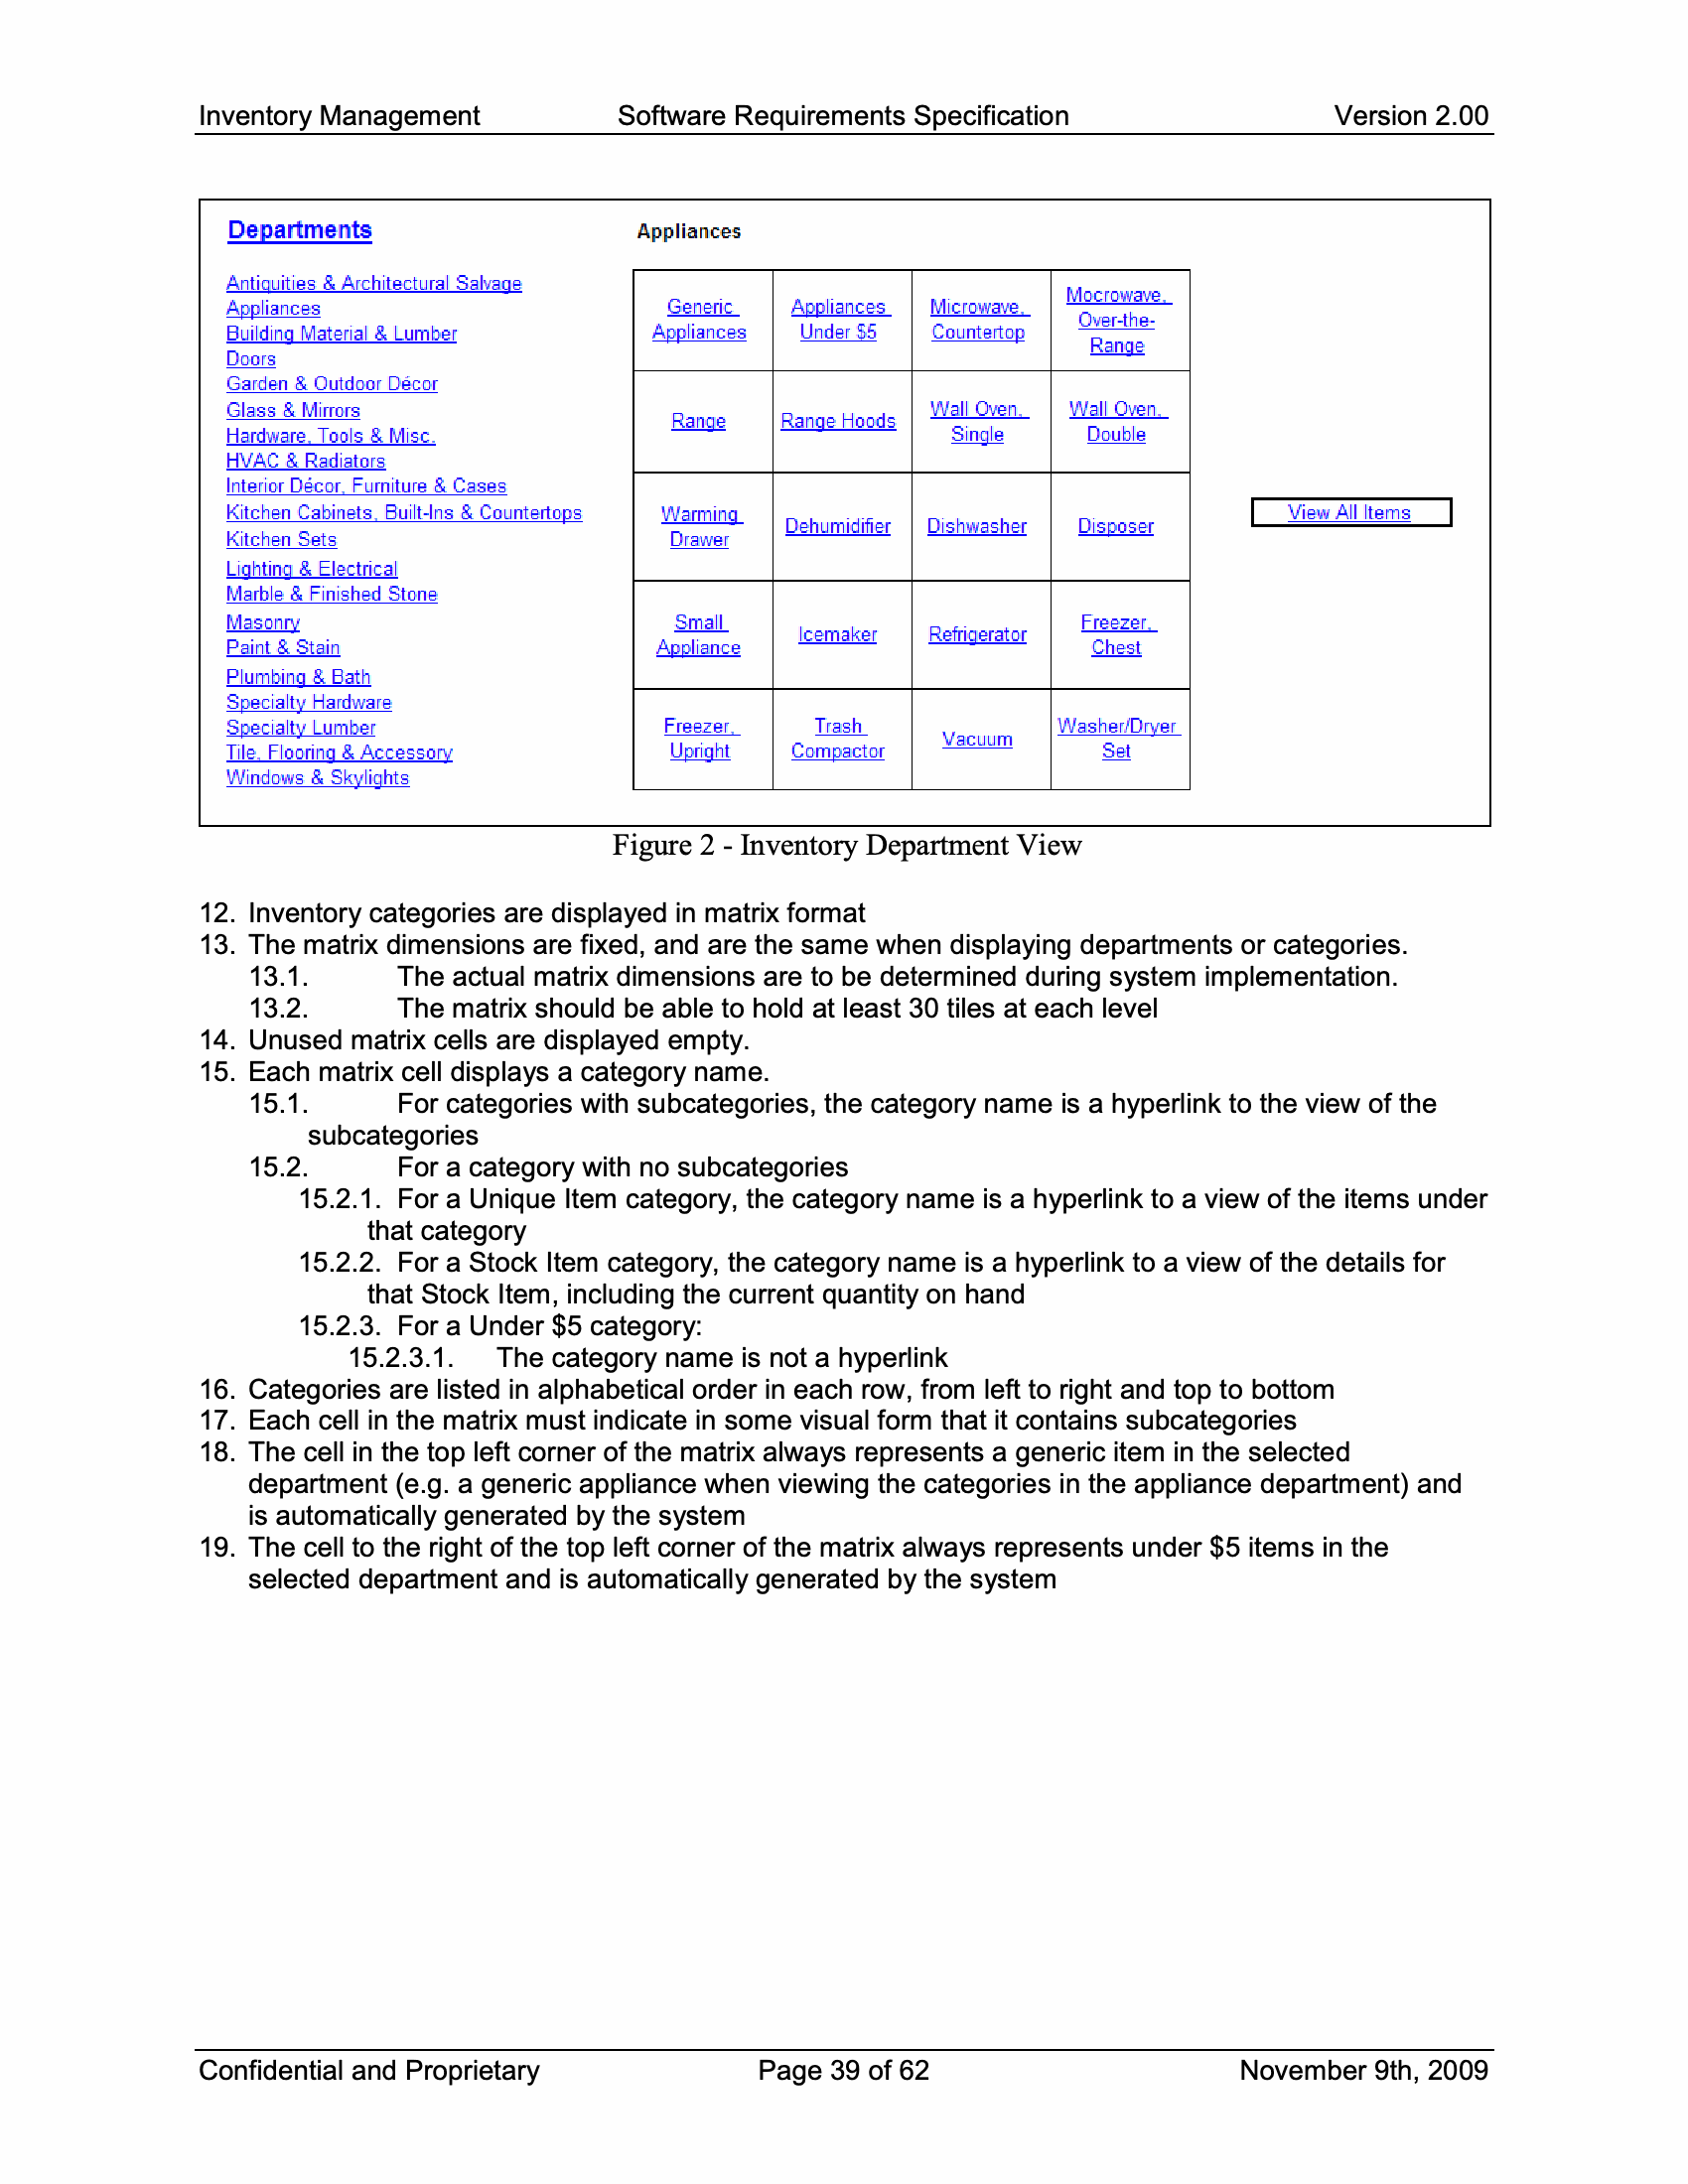 Inventory Management Software Requirements Specification Version 2.00
Departments
Antiquities & Architectural Salvage
Appliances
Building Material & Lumber
Doors
Garden & Outdoor Décor
Glass & Mirrors
Hardware, Tools & Misc.
HVAC & Radiators
Interior Décor, Furniture & Cases
Kitchen Cabinets, Built-Ins & Countertops
Kitchen Sets
Lighting & Electrical
Marble & Finished Stone
Masonry
Paint & Stain
Plumbing & Bath
Specialty Hardware
Specialty Lumber
Tile, Flooring & Accessory
Windows & Skylights
Appliances
Generic
Appliances
Appliances
Under $5
Microwave,
Countertop
Mocrowave,
Over-the-
Range
Range
Range Hoods
Wall Oven,
Single
Wall Oven,
Double
Warming
Drawer
Dehumidifier
Dishwasher
Disposer
Small
Appliance
Icemaker
Refrigerator
Freezer,
Chest
Freezer,
Upright
Trash
Compactor
Vacuum
Washer/Dryer
Set
View All Items
Figure 2 - Inventory Department View
12. Inventory categories are displayed in matrix format
13. The matrix dimensions are fixed, and are the same when displaying departments or categories.
13.1. The actual matrix dimensions are to be determined during system implementation.
13.2. The matrix should be able to hold at least 30 tiles at each level
14. Unused matrix cells are displayed empty.
15. Each matrix cell displays a category name.
15.1. For categories with subcategories, the category name is a hyperlink to the view of the
subcategories
15.2. For a category with no subcategories
15.2.1. For a Unique Item category, the category name is a hyperlink to a view of the items under
that category
15.2.2. For a Stock Item category, the category name is a hyperlink to a view of the details for
that Stock Item, including the current quantity on hand
15.2.3. For a Under $5 category:
15.2.3.1. The category name is not a hyperlink
16. Categories are listed in alphabetical order in each row, from left to right and top to bottom
17. Each cell in the matrix must indicate in some visual form that it contains subcategories
18. The cell in the top left corner of the matrix always represents a generic item in the selected
department (e.g. a generic appliance when viewing the categories in the appliance department) and
is automatically generated by the system
19. The cell to the right of the top left corner of the matrix always represents under $5 items in the
selected department and is automatically generated by the system
Confidential and Proprietary Page 39 of 62 November 9th, 2009